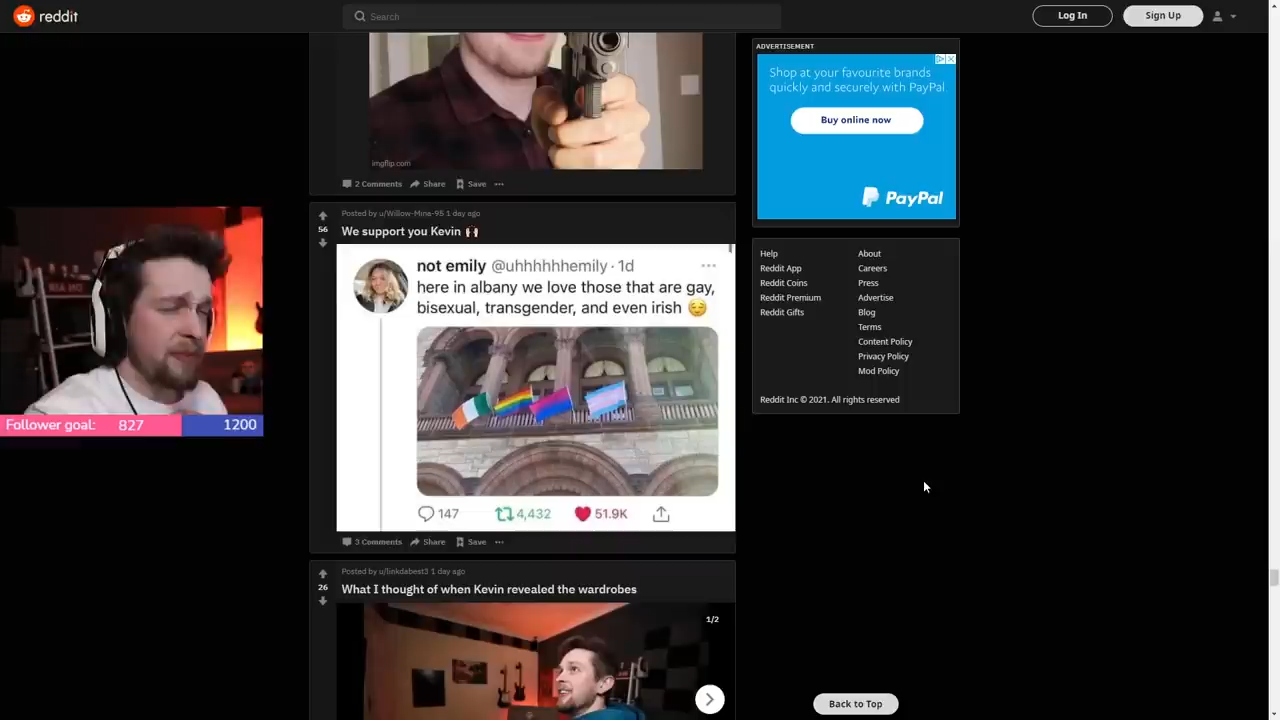 reddit
Search
Log In
Sign Up
imgflip.com
2 Comments
Share
Save
Posted by u/Willow-Mina-95 1 day ago
56
We support you Kevin
not emily @uhhhhhhemily · 1d
here in albany we love those that are gay,
bisexual, transgender, and even irish 😌
147
4,432
51.9K
3 Comments
Share
Save
Posted by u/linkdabest3 1 day ago
26
What I thought of when Kevin revealed the wardrobes
1/2
ADVERTISEMENT
Shop at your favourite brands
quickly and securely with PayPal
Buy online now
PayPal
Help
About
Reddit App
Careers
Reddit Coins
Press
Reddit Premium
Advertise
Reddit Gifts
Blog
Terms
Content Policy
Privacy Policy
Mod Policy
Reddit Inc © 2021. All rights reserved
Back to Top
Follower goal: 827 1200